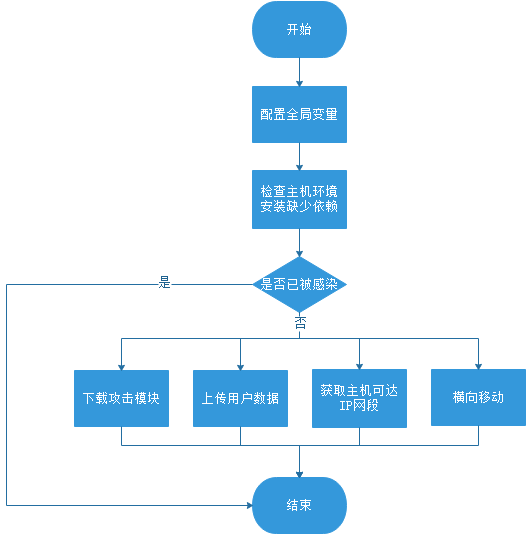 开始
配置全局变量
检查主机环境
安装缺少依赖
是否已被感染
是
否
下载攻击模块
上传用户数据
获取主机可达
IP网段
横向移动
结束